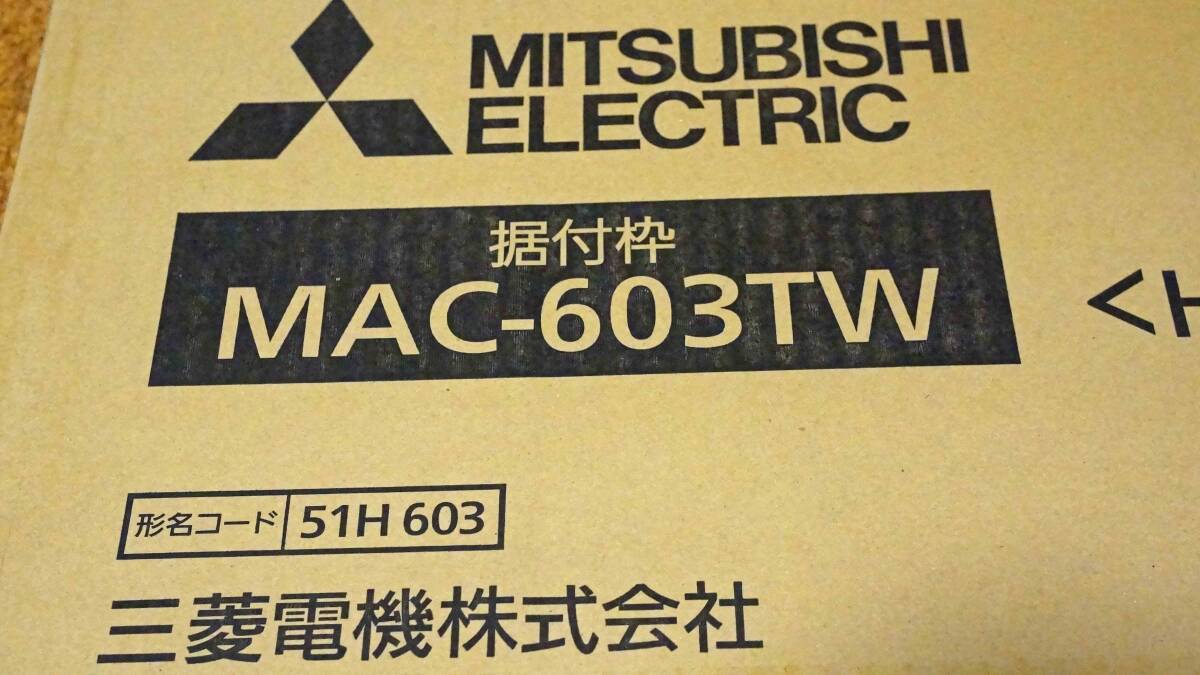 MITSUBISHI
ELECTRIC
据付枠
MAC-603TW
形名コード 51H 603
三菱電機株式会社